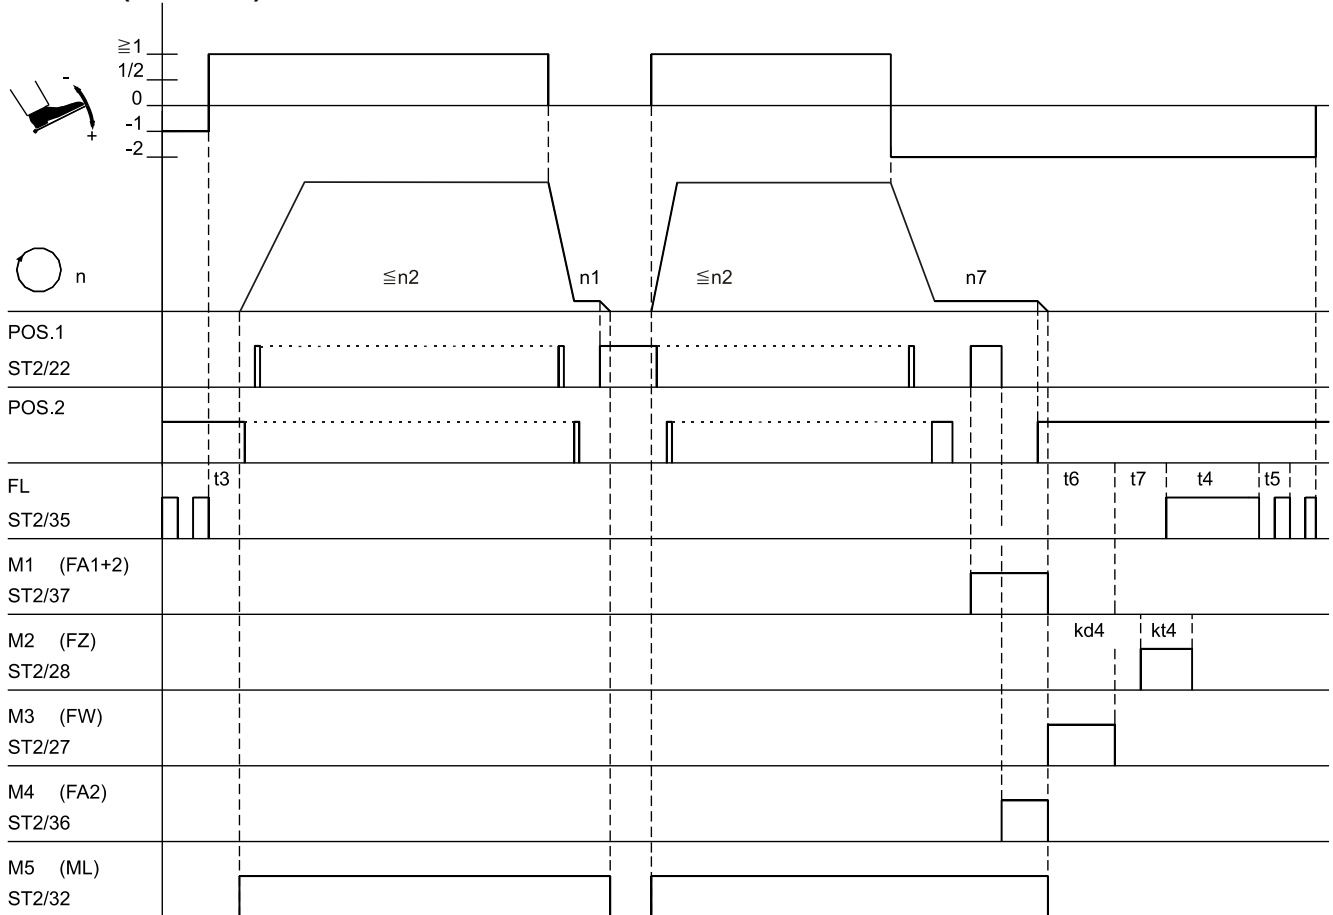 ≧1
1/2
0
-1
-2
-
+
n
≦n2
n1
≦n2
n7
POS.1
ST2/22
POS.2
FL
ST2/35
t3
t6
t7
t4
t5
M1 (FA1+2)
ST2/37
M2 (FZ)
ST2/28
kd4
kt4
M3 (FW)
ST2/27
M4 (FA2)
ST2/36
M5 (ML)
ST2/32